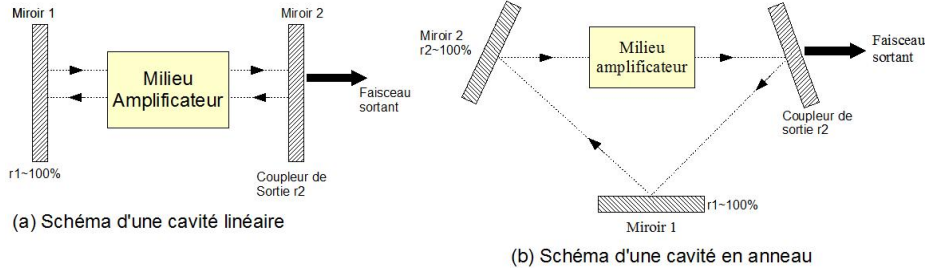 Miroir 1
Miroir 2
Milieu
Amplificateur
Faisceau
sortant
r1~100%
Coupleur de
Sortie r2
(a) Schéma d'une cavité linéaire
Miroir 2
r2~100%
Milieu
amplificateur
Faisceau
sortant
Coupleur de
sortie r2
r1~100%
Miroir 1
(b) Schéma d'une cavité en anneau